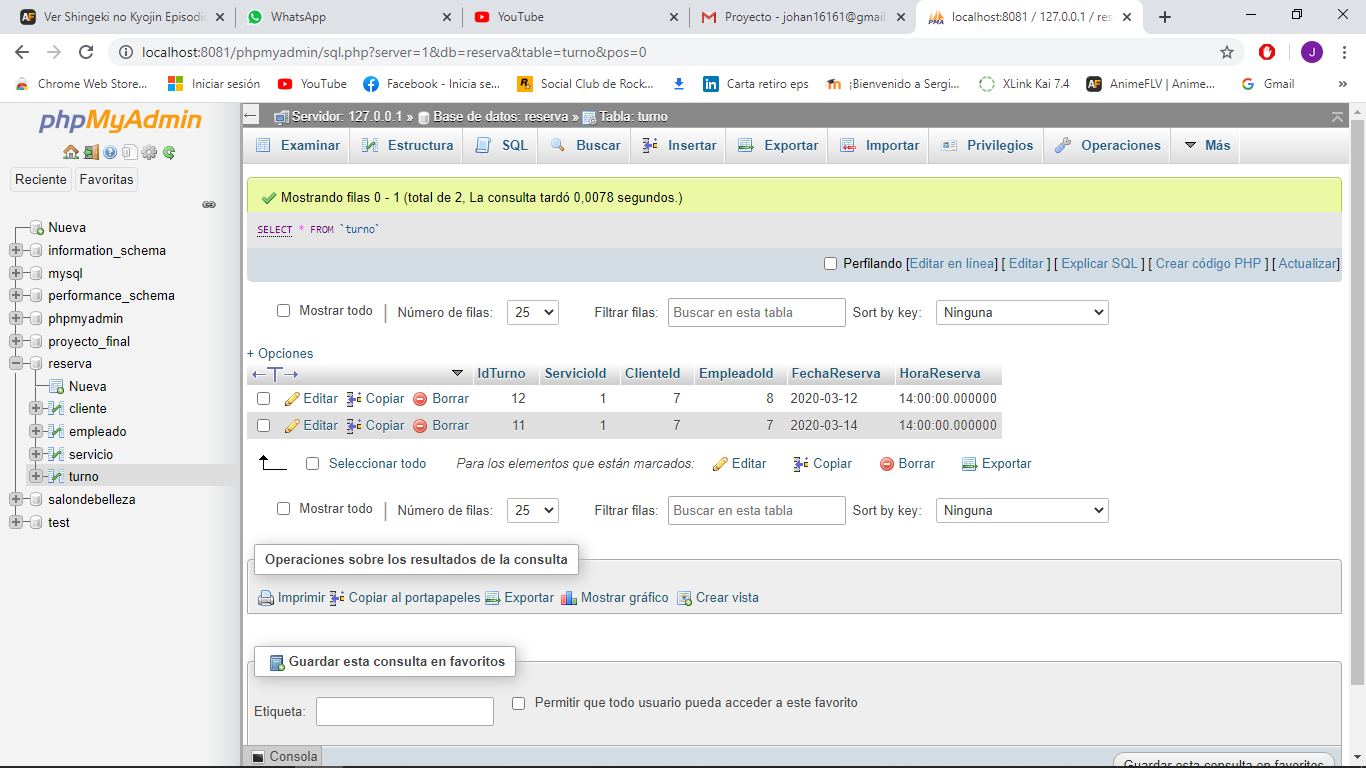 Ver Shingeki no Kyojin Episodic
WhatsApp
YouTube
Proyecto - johan16161@gmail.
localhost:8081 / 127.0.0.1 / res
localhost:8081/phpmyadmin/sql.php?server=1&db=reserva&table=turno&pos=0
Chrome Web Store...
Iniciar sesión
YouTube
Facebook - Inicia se...
Social Club de Rock...
Carta retiro eps
¡Bienvenido a Sergi...
XLink Kai 7.4
AnimeFLV | Anime...
Gmail
phpMyAdmin
Reciente Favoritas
Nueva
information_schema
mysql
performance_schema
phpmyadmin
proyecto_final
reserva
Nueva
cliente
empleado
servicio
turno
salondebelleza
test
Servidor: 127.0.0.1 » Base de datos: reserva » Tabla: turno
Examinar Estructura SQL Buscar Insertar Exportar Importar Privilegios Operaciones Más
Mostrando filas 0 - 1 (total de 2, La consulta tardó 0,0078 segundos.)
SELECT * FROM `turno`
Perfilando [Editar en línea] [ Editar ] [ Explicar SQL ] [ Crear código PHP ] [ Actualizar]
Mostrar todo | Número de filas: 25 Filtrar filas: Buscar en esta tabla Sort by key: Ninguna
+ Opciones
IdTurno ServicioId ClienteId EmpleadoId FechaReserva HoraReserva
Editar Copiar Borrar 12 1 7 8 2020-03-12 14:00:00.000000
Editar Copiar Borrar 11 1 7 7 2020-03-14 14:00:00.000000
Seleccionar todo Para los elementos que están marcados: Editar Copiar Borrar Exportar
Mostrar todo | Número de filas: 25 Filtrar filas: Buscar en esta tabla Sort by key: Ninguna
Operaciones sobre los resultados de la consulta
Imprimir Copiar al portapapeles Exportar Mostrar gráfico Crear vista
Guardar esta consulta en favoritos
Etiqueta: Permitir que todo usuario pueda acceder a este favorito
Consola
Guardar esta consulta en favoritos